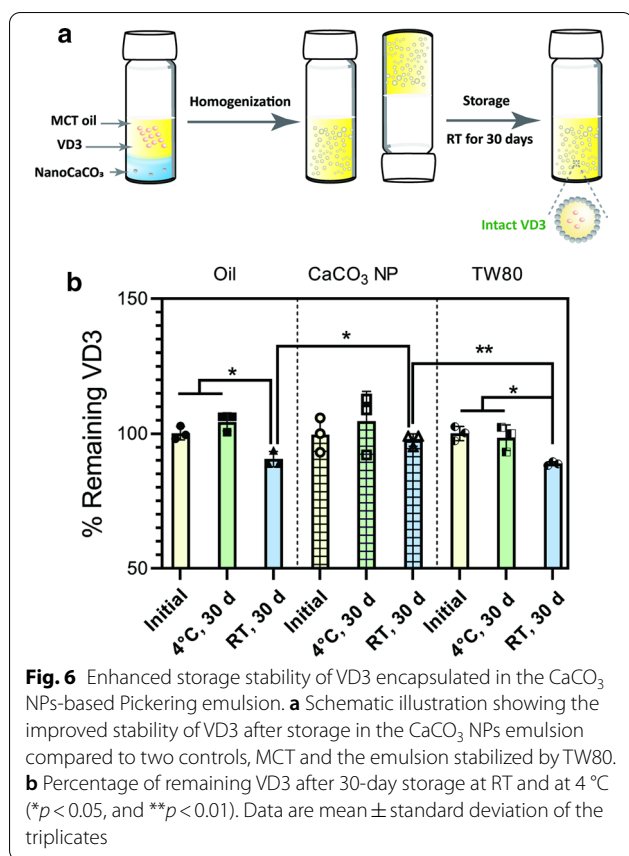 a
Homogenization
Storage
RT for 30 days
MCT oil
VD3
NanoCaCO₃
Intact VD3
b
Oil CaCO₃ NP TW80
150
100
50
% Remaining VD3
* * ** *
Initial 4°C, 30 d RT, 30 d Initial 4°C, 30 d RT, 30 d Initial 4°C, 30 d RT, 30 d
Fig. 6 Enhanced storage stability of VD3 encapsulated in the CaCO₃
NPs-based Pickering emulsion. a Schematic illustration showing the
improved stability of VD3 after storage in the CaCO₃ NPs emulsion
compared to two controls, MCT and the emulsion stabilized by TW80.
b Percentage of remaining VD3 after 30-day storage at RT and at 4 °C
(*p < 0.05, and **p < 0.01). Data are mean ± standard deviation of the
triplicates